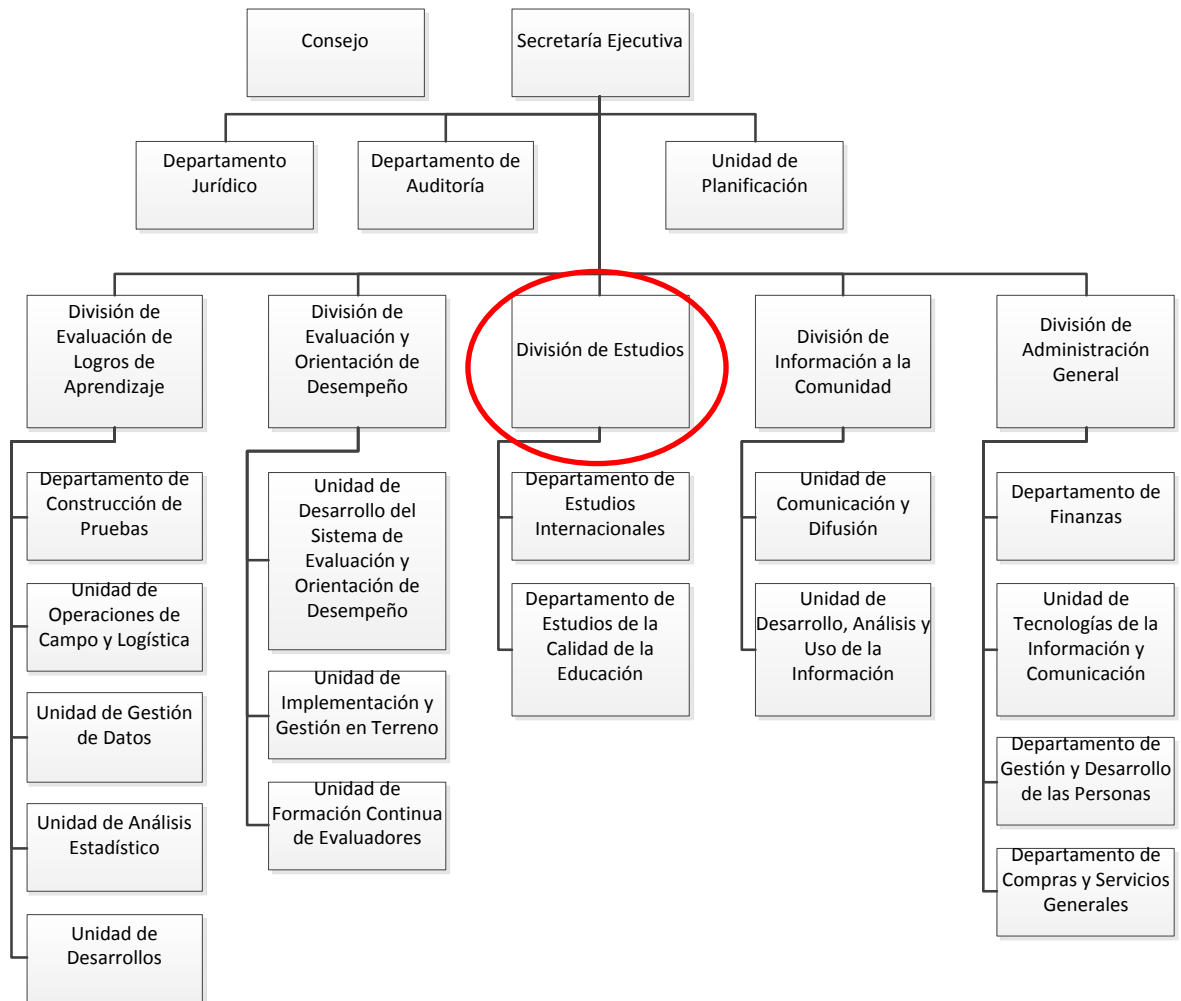 Consejo
Secretaría Ejecutiva
Departamento
Jurídico
Departamento de
Auditoría
Unidad de
Planificación
División de
Evaluación de
Logros de
Aprendizaje
División de
Evaluación y
Orientación de
Desempeño
División de Estudios
División de
Información a la
Comunidad
División de
Administración
General
Departamento de
Construcción de
Pruebas
Unidad de
Operaciones de
Campo y Logística
Unidad de Gestión
de Datos
Unidad de Análisis
Estadístico
Unidad de
Desarrollos
Unidad de
Desarrollo del
Sistema de
Evaluación y
Orientación de
Desempeño
Unidad de
Implementación y
Gestión en Terreno
Unidad de
Formación Continua
de Evaluadores
Departamento de
Estudios
Internacionales
Departamento de
Estudios de la
Calidad de la
Educación
Unidad de
Comunicación y
Difusión
Unidad de
Desarrollo, Análisis y
Uso de la
Información
Departamento de
Finanzas
Unidad de
Tecnologías de la
Información y
Comunicación
Departamento de
Gestión y Desarrollo
de las Personas
Departamento de
Compras y Servicios
Generales